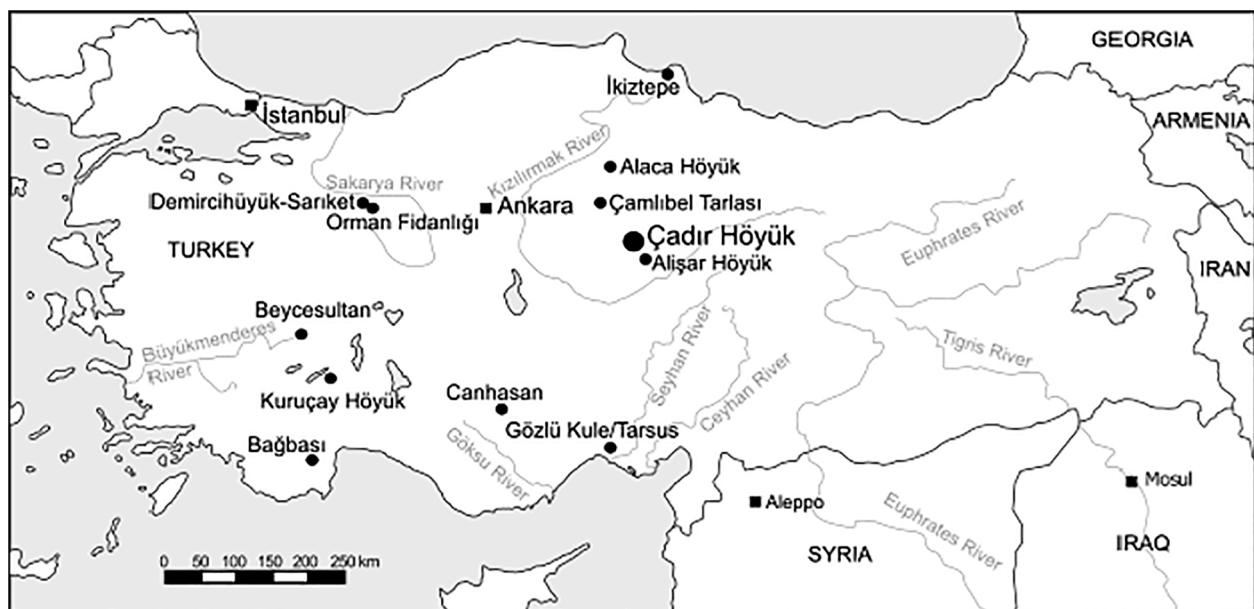 GEORGIA
İkiztepe
İstanbul
ARMENIA
Kızılırmak River
Alaca Höyük
Sakarya River
Demircihüyük-Sarıket
Orman Fidanlığı
Ankara
Çamlıbel Tarlası
Euphrates River
TURKEY
Çadır Höyük
Alişar Höyük
IRAN
Beycesultan
Büyükmenderes
River
Seyhan River
Tigris River
Ceyhan River
Kuruçay Höyük
Canhasan
Gözlü Kule/Tarsus
Bağbası
Göksu River
Mosul
Aleppo
Euphrates River
SYRIA
IRAQ
0 50 100 150 200 250 km